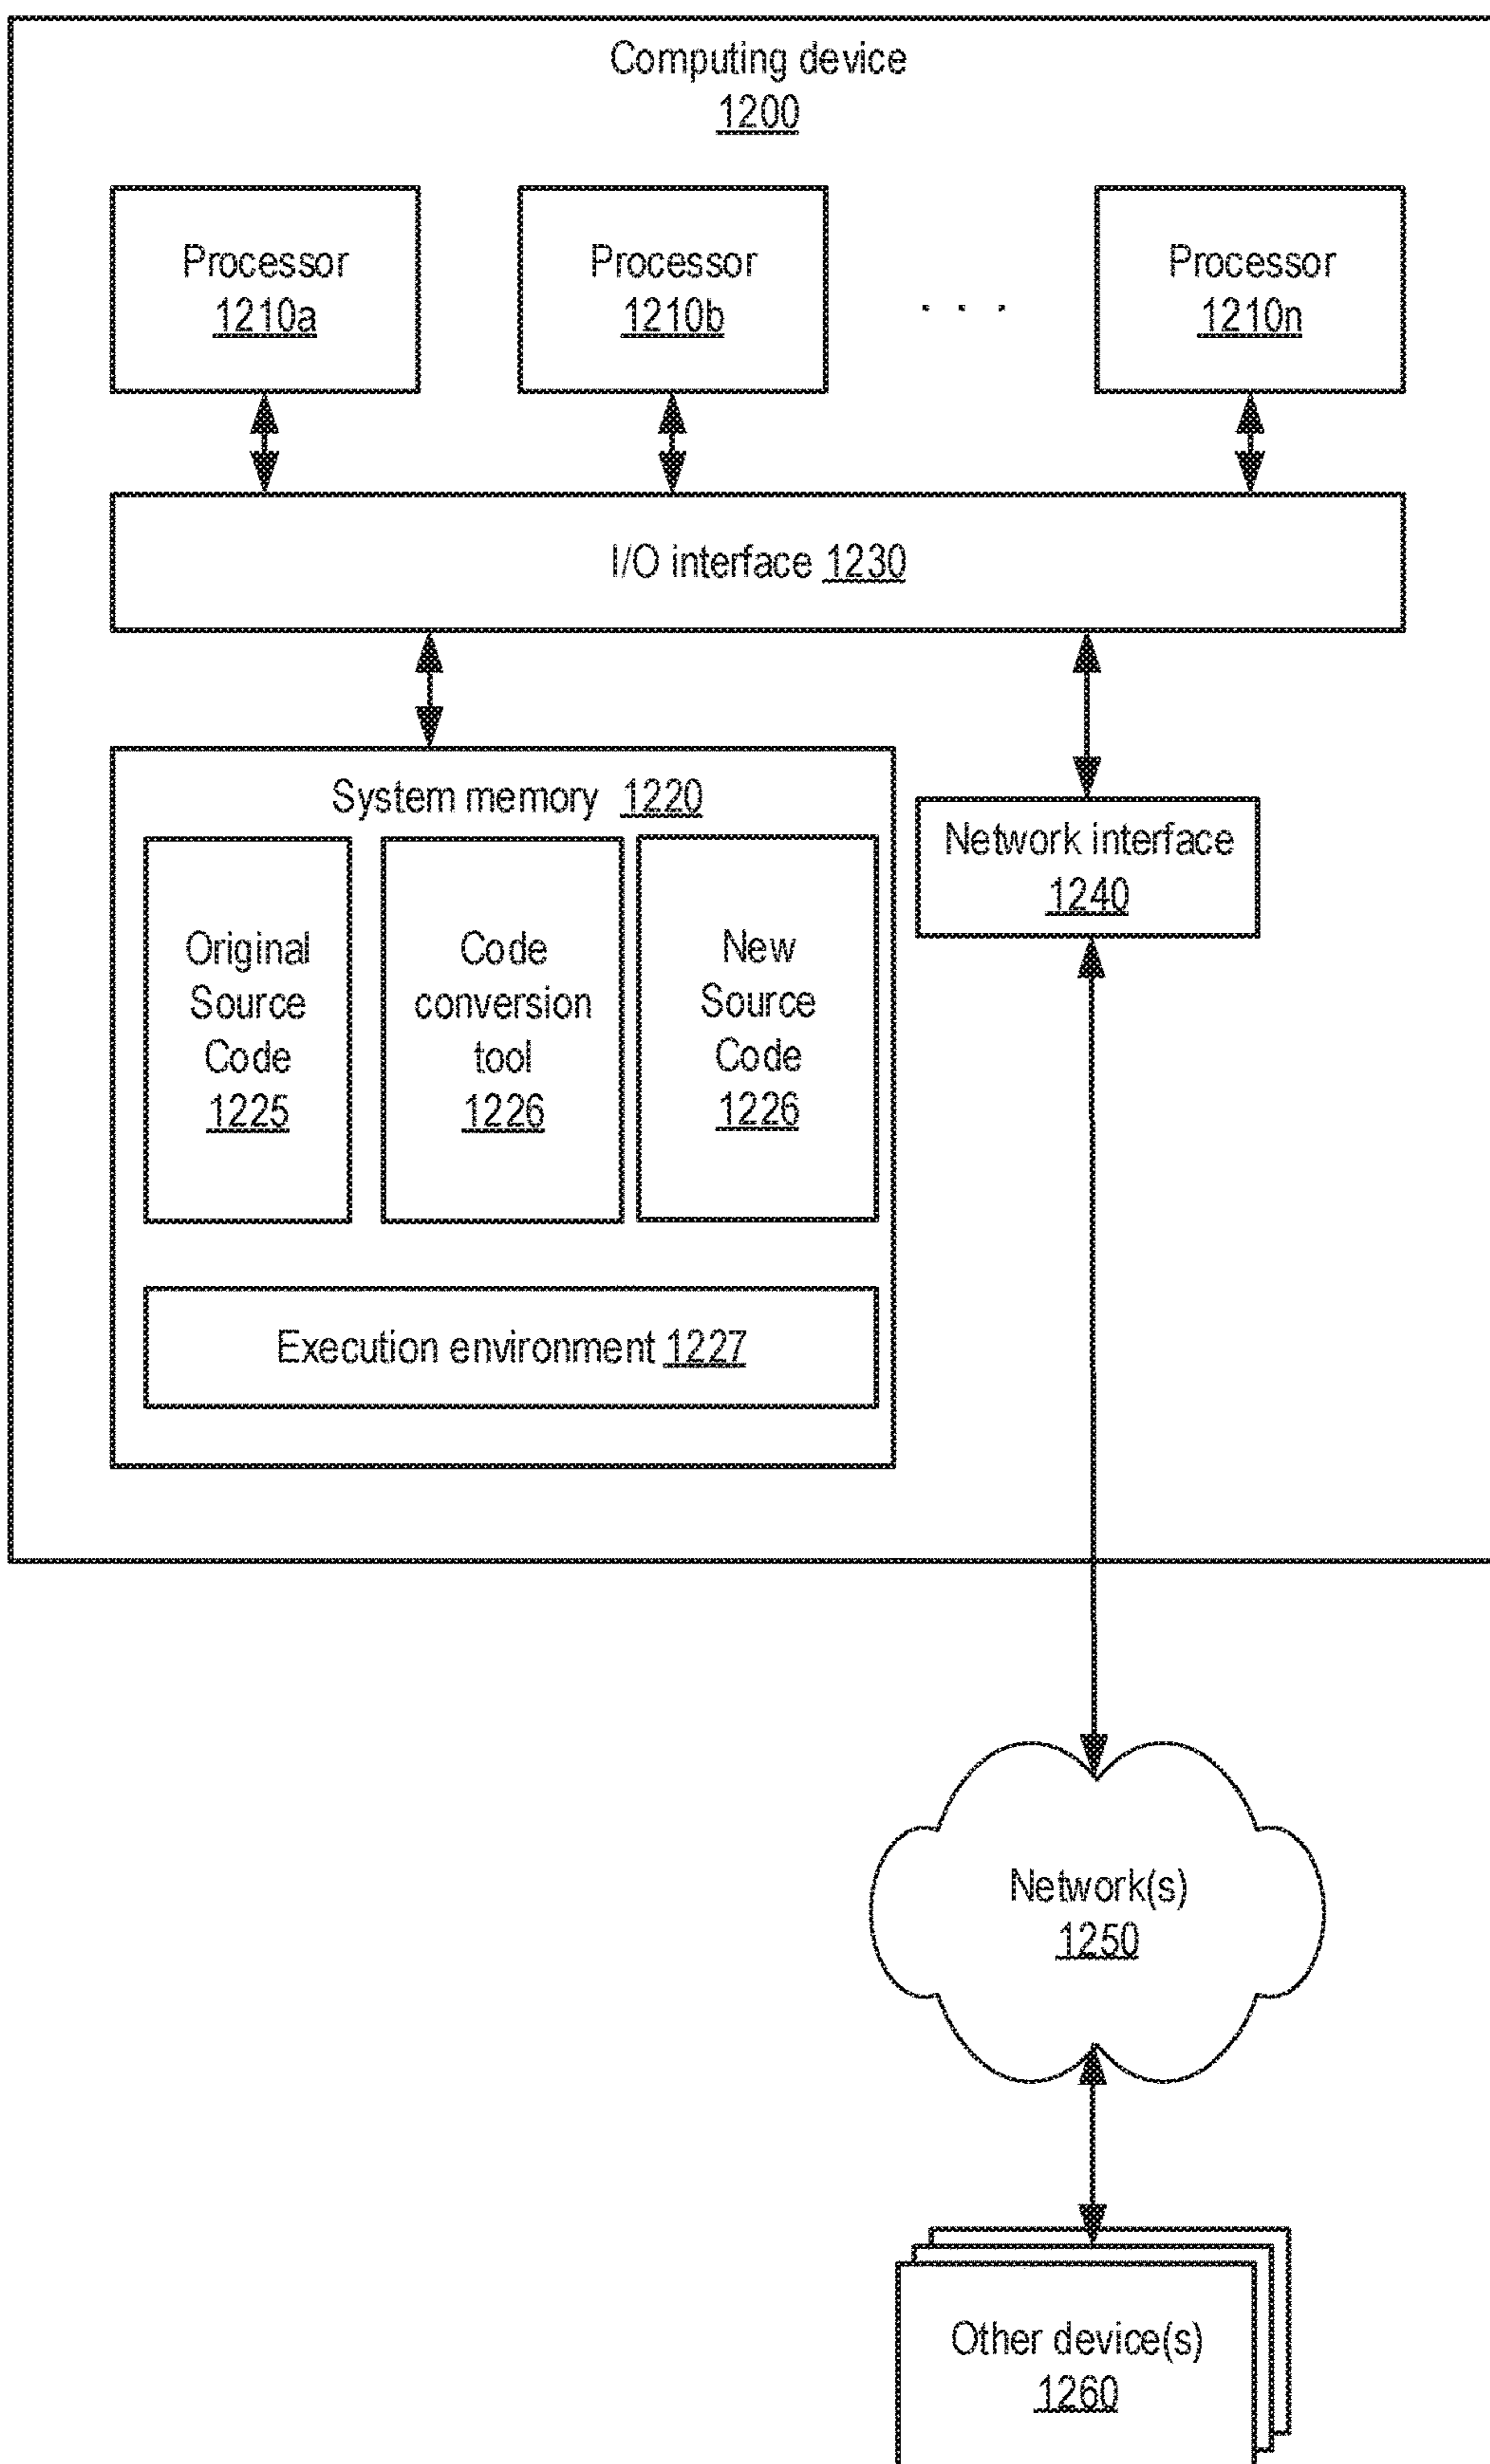 Computing device
1200
Processor
1210a
Processor
1210b
. . .
Processor
1210n
I/O interface 1230
System memory 1220
Original
Source
Code
1225
Code
conversion
tool
1226
New
Source
Code
1226
Execution environment 1227
Network interface
1240
Network(s)
1250
Other device(s)
1260